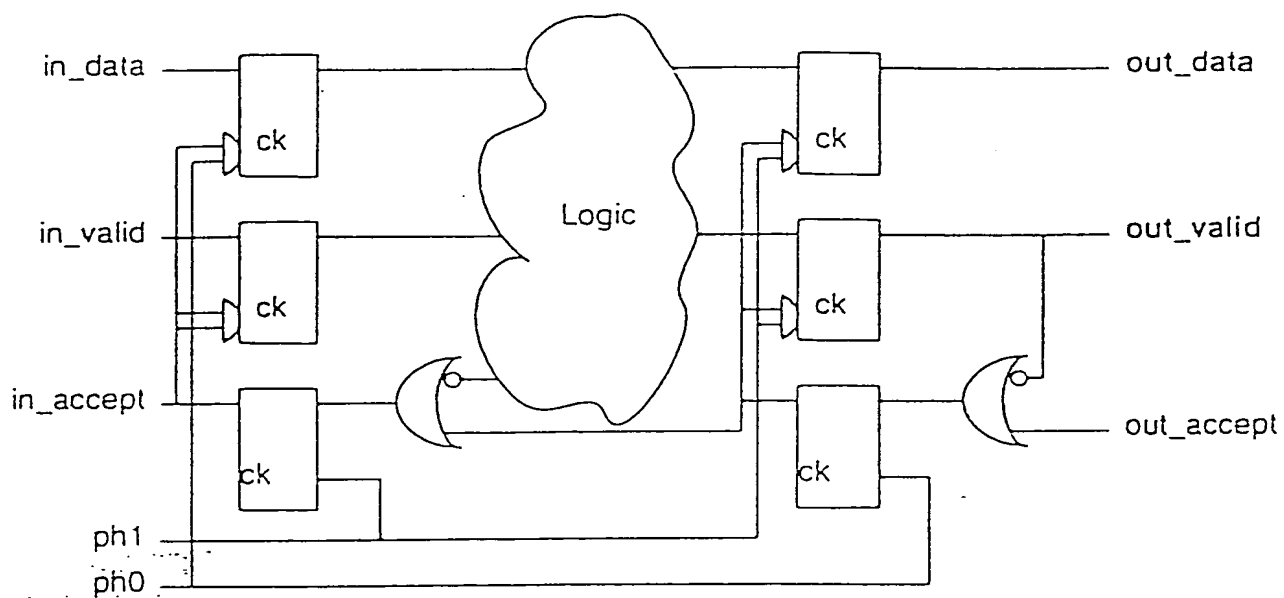 in_data
ck
ck
out_data
Logic
in_valid
ck
ck
out_valid
in_accept
ck
ck
out_accept
ph1
ph0